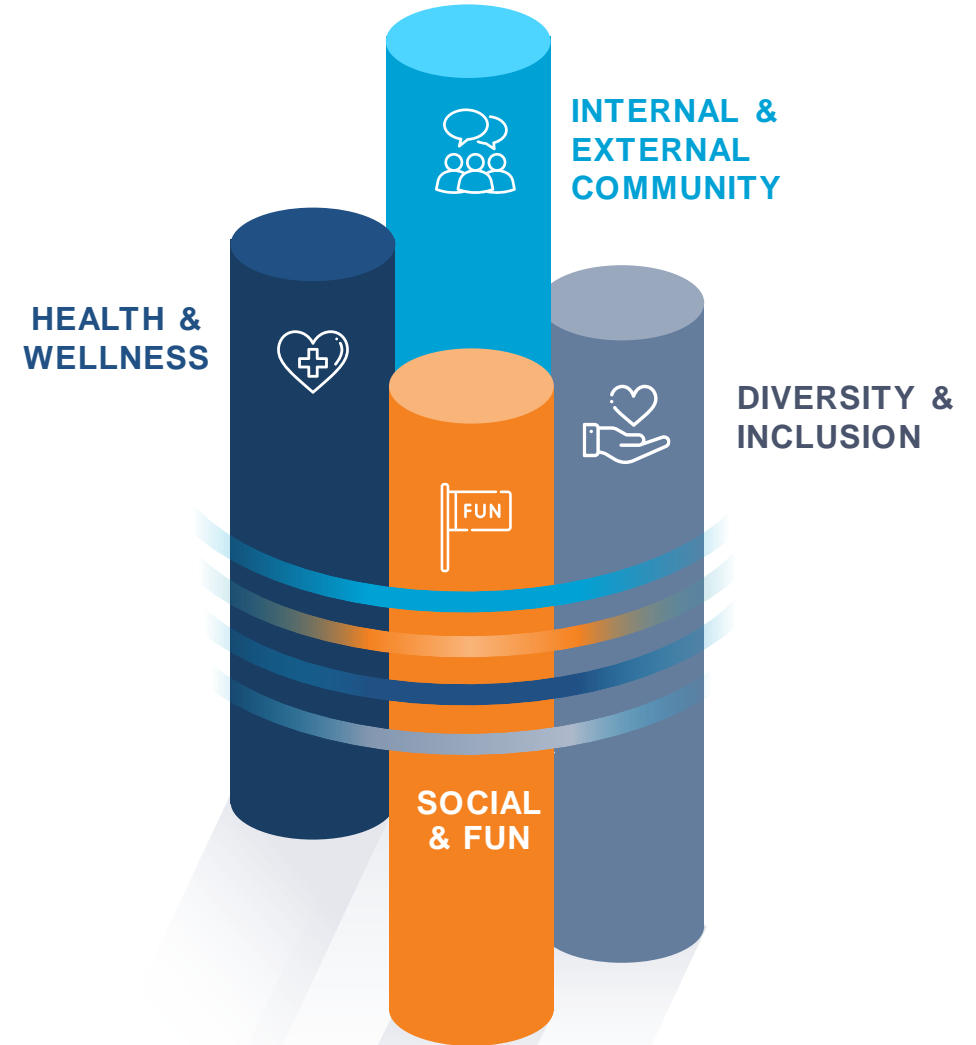 INTERNAL &
EXTERNAL
COMMUNITY
HEALTH &
WELLNESS
DIVERSITY &
INCLUSION
FUN
SOCIAL
& FUN